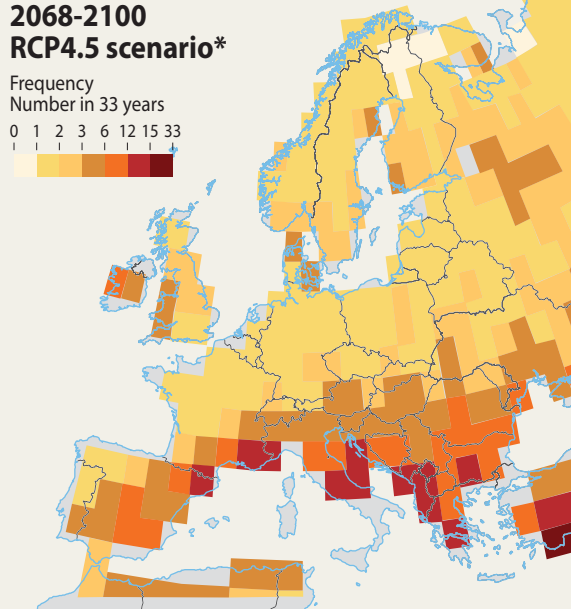 2068-2100
RCP4.5 scenario*
Frequency
Number in 33 years
0 1 2 3 6 12 15 33